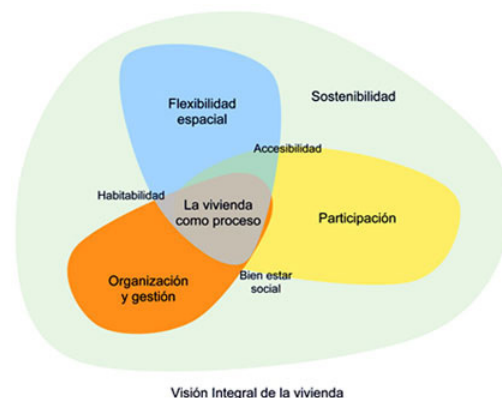 Flexibilidad
espacial
Sostenibilidad
Accesibilidad
Habitabilidad
La vivienda
como proceso
Participación
Organización
y gestión
Bien estar
social
Visión Integral de la vivienda